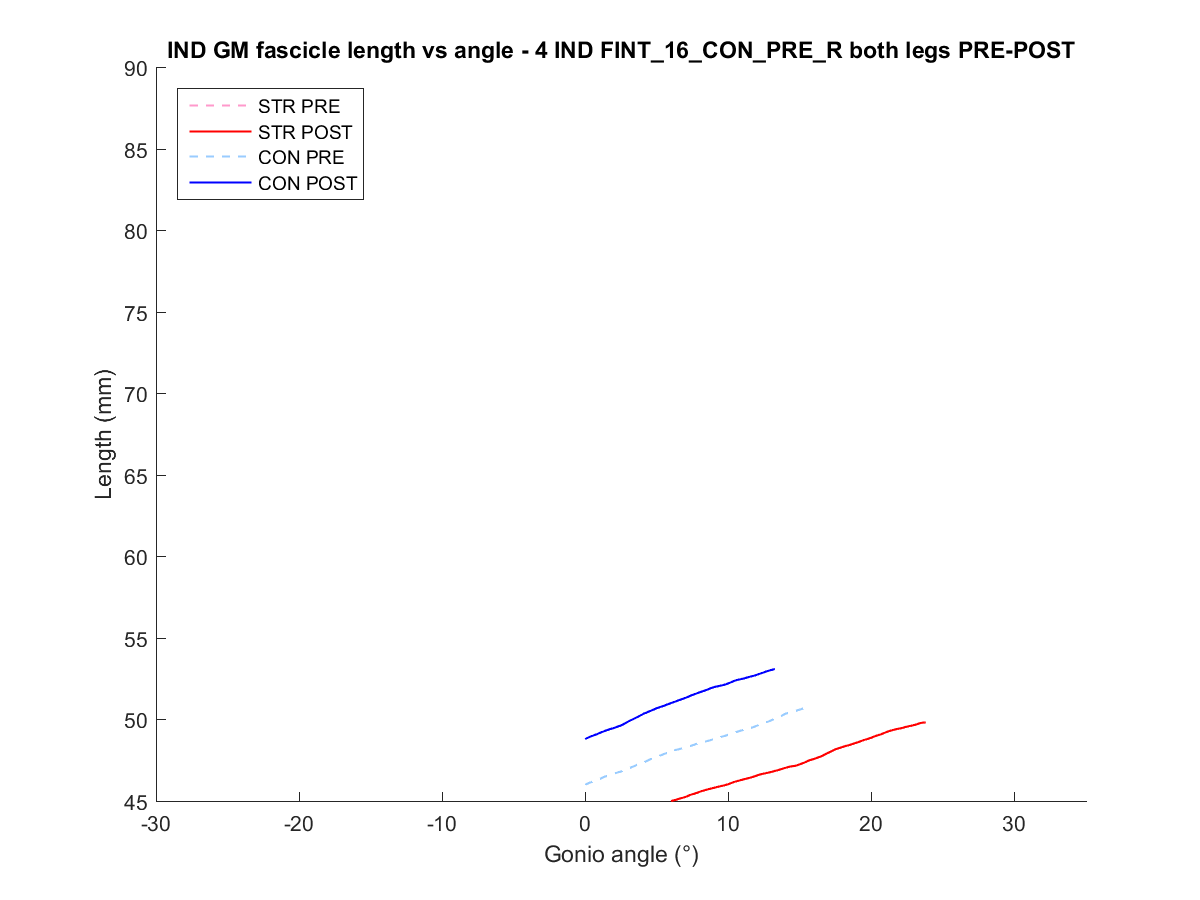 IND GM fascicle length vs angle - 4 IND FINT_16_CON_PRE_R both legs PRE-POST
90
85
80
75
70
65
60
55
50
45
STR PRE
STR POST
CON PRE
CON POST
Length (mm)
-30
-20
-10
0
10
20
30
Gonio angle (°)